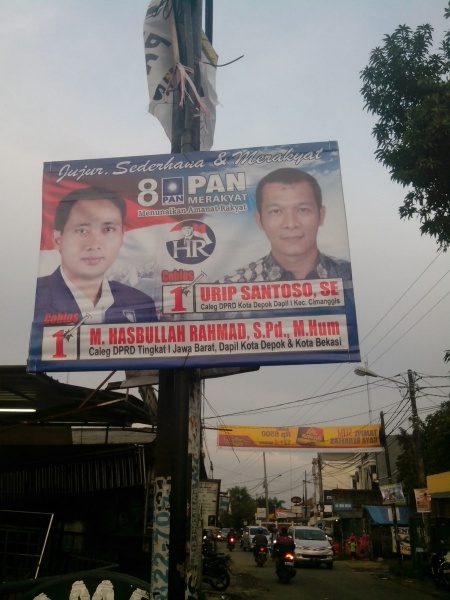 Jujur, Sederhana & Merakyat
8 PAN PAN
MERAKYAT
Menunaikan Amanat Rakyat
HR
Coblos
1 URIP SANTOSO, SE
Caleg DPRD Kota Depok Dapil I Kec. Cimanggis
Coblos
1 M. HASBULLAH RAHMAD, S.Pd., M.Hum
Caleg DPRD Tingkat I Jawa Barat, Dapil Kota Depok & Kota Bekasi